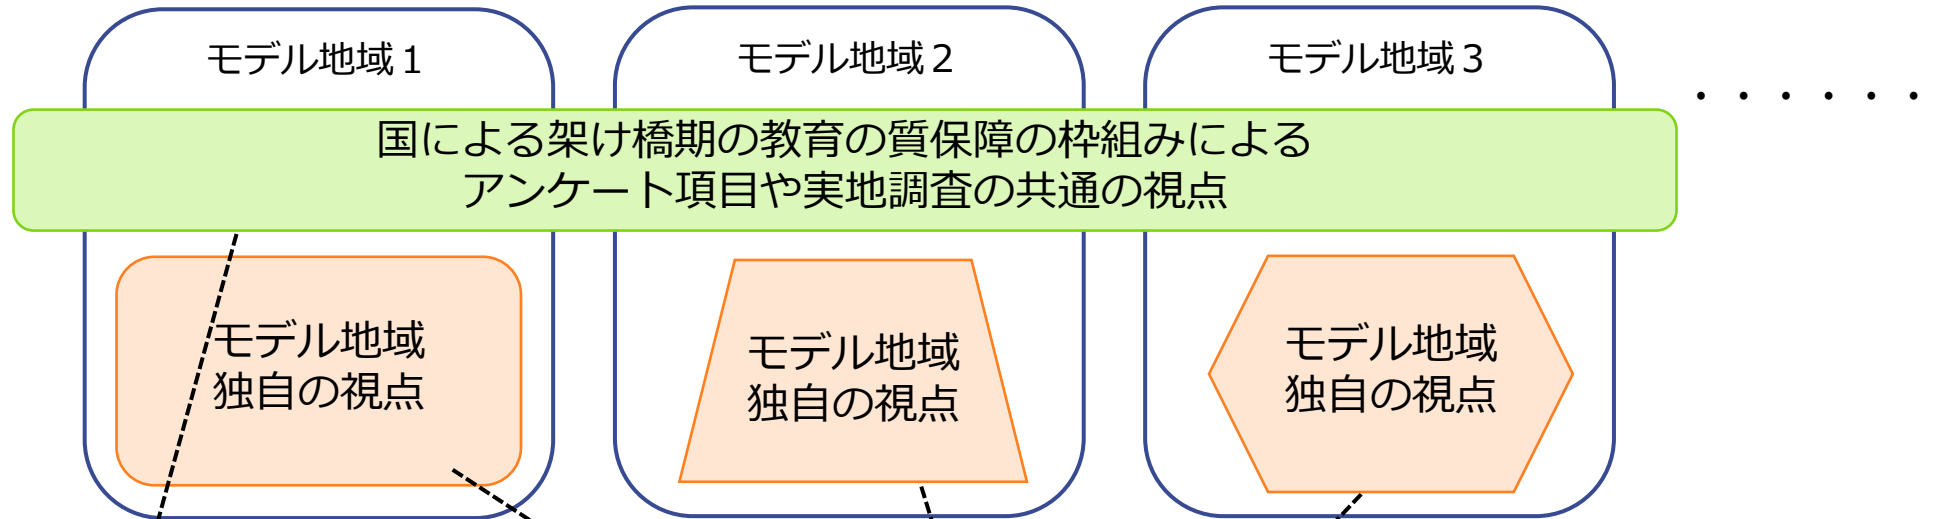 モデル地域1
モデル地域2
モデル地域3
・・・・・・
国による架け橋期の教育の質保障の枠組みによる
アンケート項目や実地調査の共通の視点
モデル地域
独自の視点
モデル地域
独自の視点
モデル地域
独自の視点